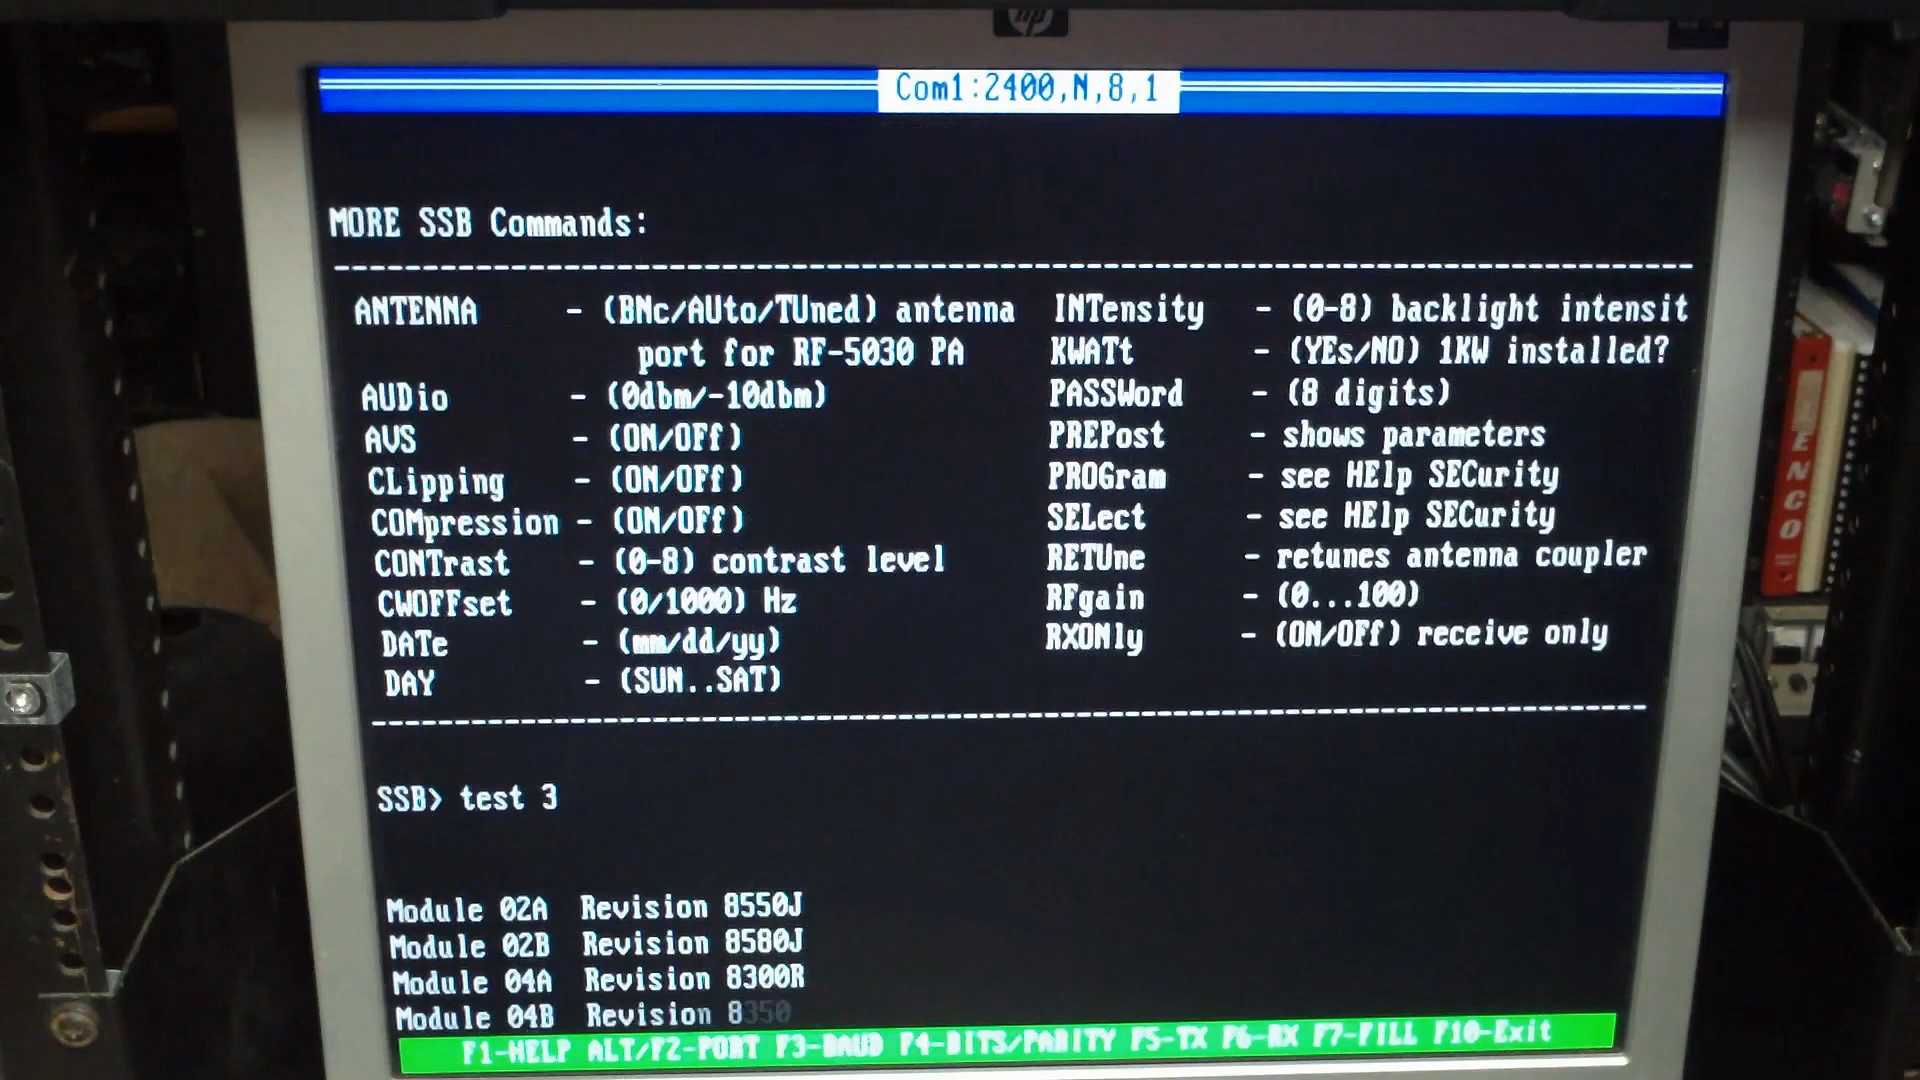 hp
Com1:2400,N,8,1
MORE SSB Commands:
ANTENNA - (BNc/AUto/TUned) antenna INTensity - (0-8) backlight intensit
port for RF-5030 PA KWATt - (YEs/NO) 1KW installed?
AUDio - (0dbm/-10dbm) PASSWord - (8 digits)
AVS - (ON/OFf) PREPost - shows parameters
CLipping - (ON/OFf) PROGram - see HElp SECurity
COMpression - (ON/OFf) SELect - see HElp SECurity
CONTrast - (0-8) contrast level RETUne - retunes antenna coupler
CWOFFset - (0/1000) Hz RFgain - (0...100)
DATe - (mm/dd/yy) RXONly - (ON/OFf) receive only
DAY - (SUN..SAT)
SSB> test 3
Module 02A Revision 8550J
Module 02B Revision 8580J
Module 04A Revision 8300R
Module 04B Revision 8350
F1-HELP ALT/F2-PORT F3-BAUD F4-BITS/PARITY F5-TX F6-RX F7-FILL F10-Exit